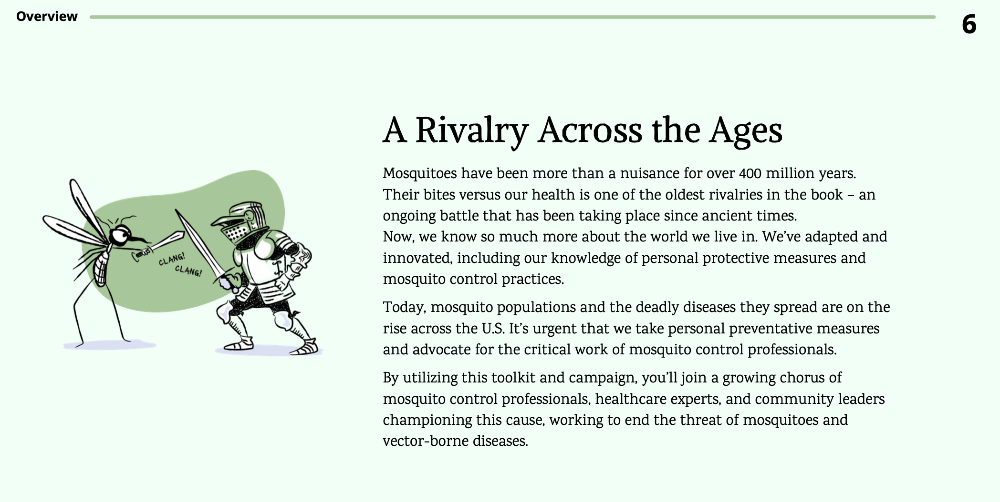 Overview
6
A Rivalry Across the Ages
Mosquitoes have been more than a nuisance for over 400 million years.
Their bites versus our health is one of the oldest rivalries in the book – an
ongoing battle that has been taking place since ancient times.
Now, we know so much more about the world we live in. We’ve adapted and
innovated, including our knowledge of personal protective measures and
mosquito control practices.
Today, mosquito populations and the deadly diseases they spread are on the
rise across the U.S. It’s urgent that we take personal preventative measures
and advocate for the critical work of mosquito control professionals.
By utilizing this toolkit and campaign, you’ll join a growing chorus of
mosquito control professionals, healthcare experts, and community leaders
championing this cause, working to end the threat of mosquitoes and
vector-borne diseases.
CLANG!
CLANG!